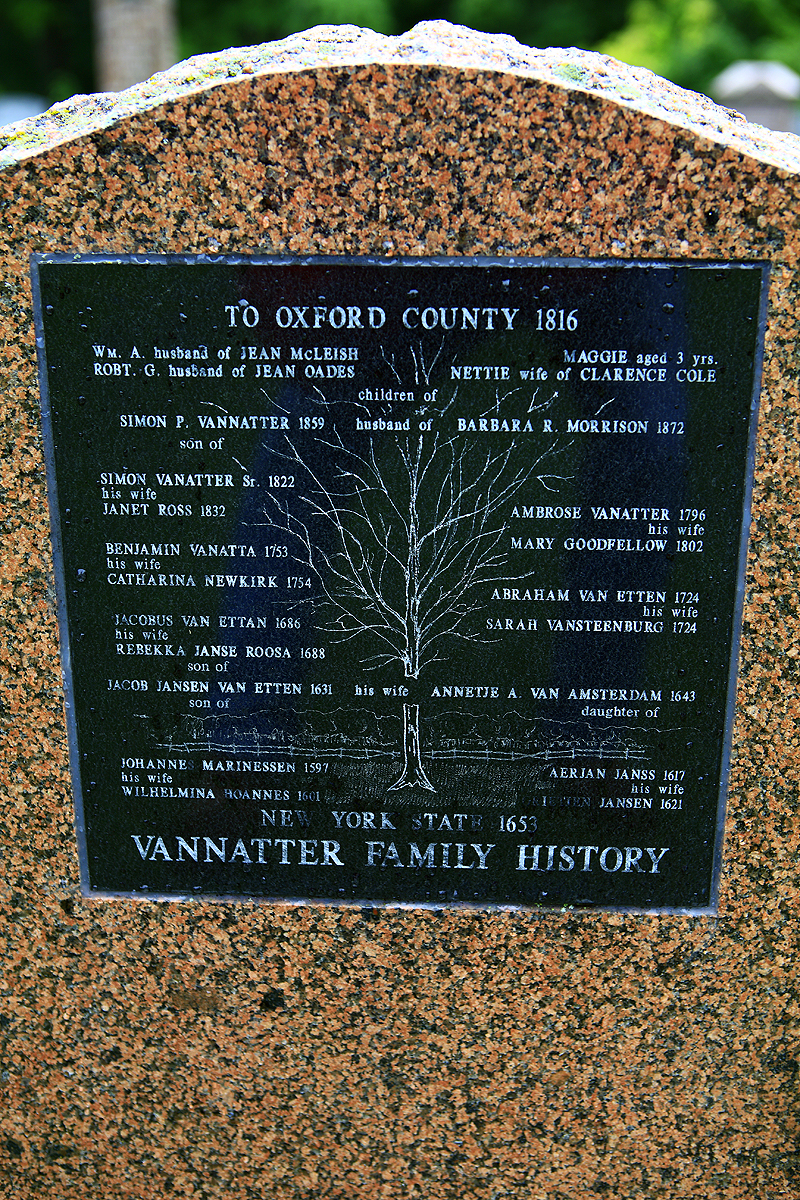 TO OXFORD COUNTY 1816
WM. A. husband of JEAN McLEISH
MAGGIE aged 3 yrs.
ROBT. G. husband of JEAN OADES
NETTIE wife of CLARENCE COLE
children of
SIMON P. VANNATTER 1859 husband of BARBARA R. MORRISON 1872
son of
SIMON VANATTER Sr. 1822
his wife
JANET ROSS 1832
AMBROSE VANATTER 1796
his wife
MARY GOODFELLOW 1802
BENJAMIN VANATTA 1753
his wife
CATHARINA NEWKIRK 1754
ABRAHAM VAN ETTEN 1724
his wife
SARAH VANSTEENBURG 1724
JACOBUS VAN ETTAN 1686
his wife
REBEKKA JANSE ROOSA 1688
son of
JACOB JANSEN VAN ETTEN 1631 his wife ANNETJE A. VAN AMSTERDAM 1643
son of
daughter of
JOHANNES MARINESSEN 1597
his wife
WILHELMINA HOANNES 1601
AERJAN JANSS 1617
his wife
JANSEN 1621
NEW YORK STATE 1653
VANNATTER FAMILY HISTORY